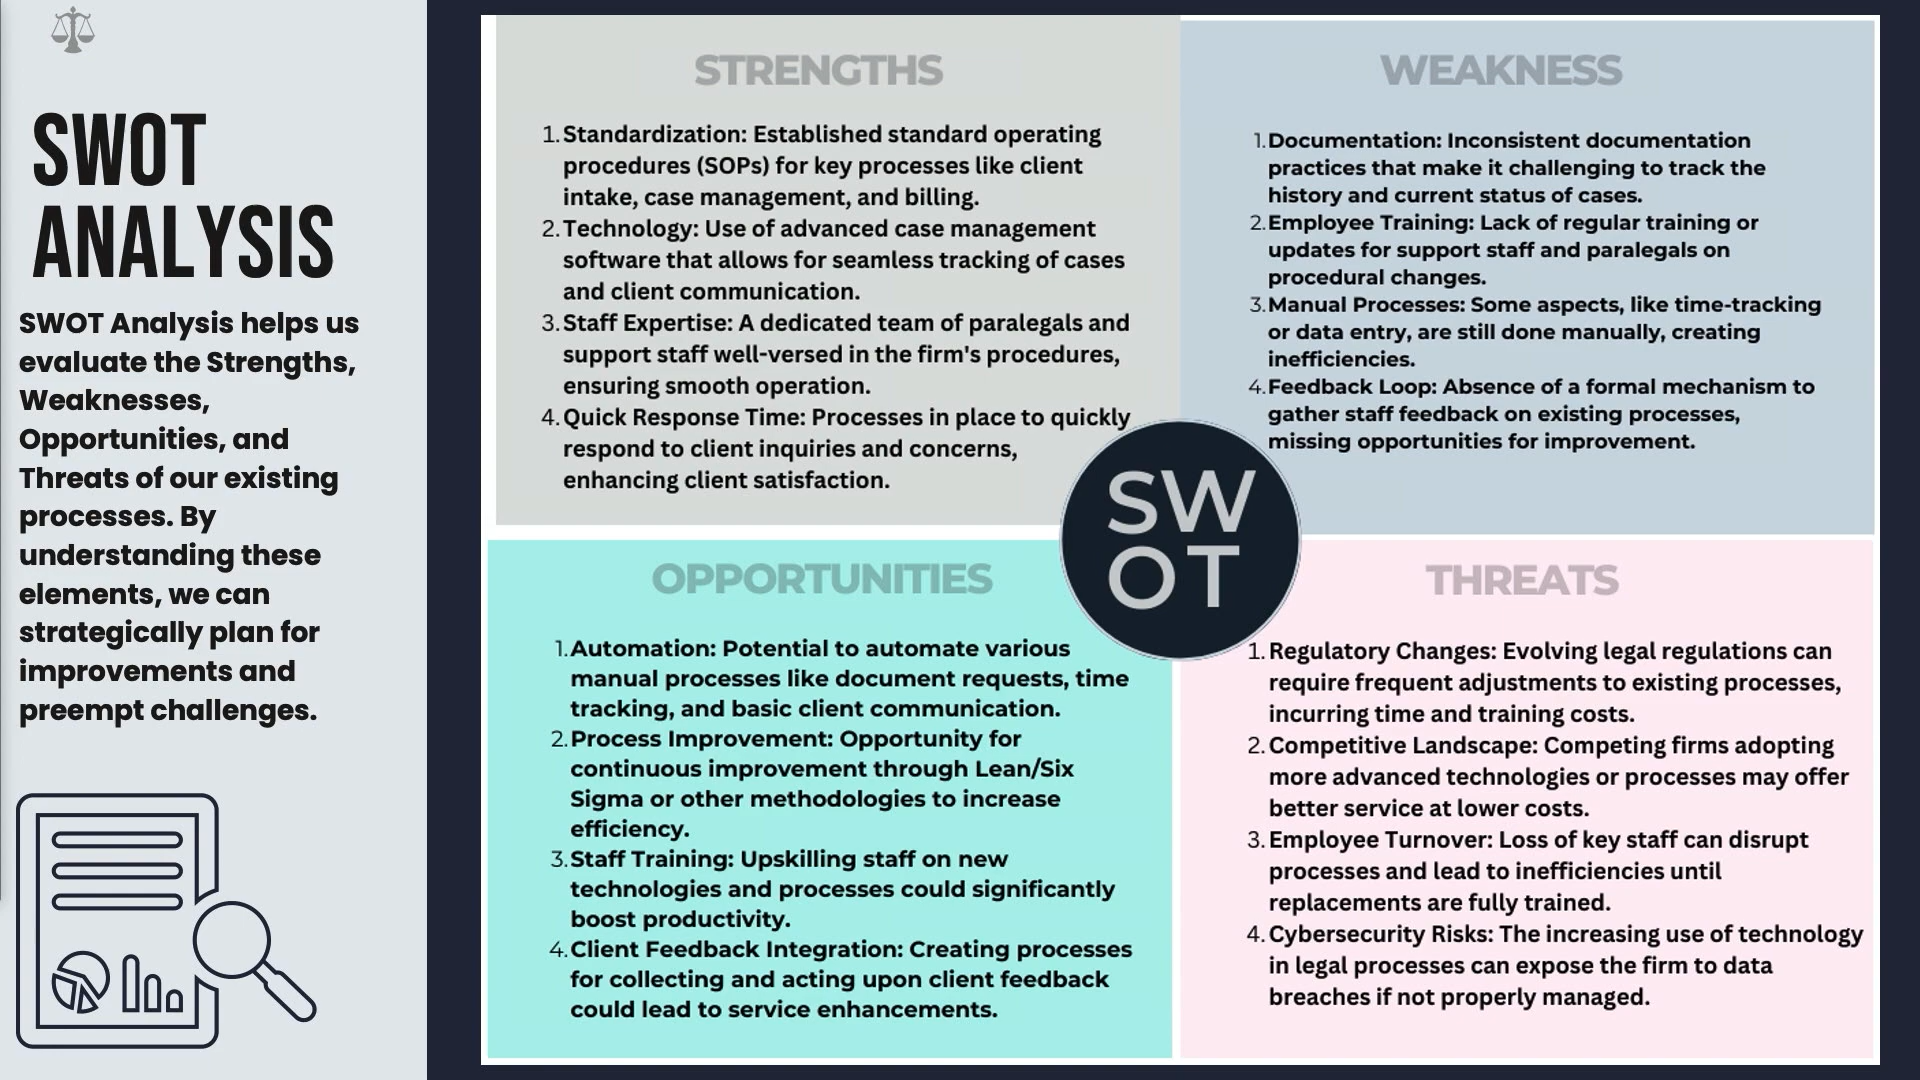 SWOT
ANALYSIS
SWOT Analysis helps us
evaluate the Strengths,
Weaknesses,
Opportunities, and
Threats of our existing
processes. By
understanding these
elements, we can
strategically plan for
improvements and
preempt challenges.
STRENGTHS
1. Standardization: Established standard operating
procedures (SOPs) for key processes like client
intake, case management, and billing.
2. Technology: Use of advanced case management
software that allows for seamless tracking of cases
and client communication.
3. Staff Expertise: A dedicated team of paralegals and
support staff well-versed in the firm's procedures,
ensuring smooth operation.
4. Quick Response Time: Processes in place to quickly
respond to client inquiries and concerns,
enhancing client satisfaction.
WEAKNESS
1. Documentation: Inconsistent documentation
practices that make it challenging to track the
history and current status of cases.
2. Employee Training: Lack of regular training or
updates for support staff and paralegals on
procedural changes.
3. Manual Processes: Some aspects, like time-tracking
or data entry, are still done manually, creating
inefficiencies.
4. Feedback Loop: Absence of a formal mechanism to
gather staff feedback on existing processes,
missing opportunities for improvement.
SW
OT
OPPORTUNITIES
1. Automation: Potential to automate various
manual processes like document requests, time
tracking, and basic client communication.
2. Process Improvement: Opportunity for
continuous improvement through Lean/Six
Sigma or other methodologies to increase
efficiency.
3. Staff Training: Upskilling staff on new
technologies and processes could significantly
boost productivity.
4. Client Feedback Integration: Creating processes
for collecting and acting upon client feedback
could lead to service enhancements.
THREATS
1. Regulatory Changes: Evolving legal regulations can
require frequent adjustments to existing processes,
incurring time and training costs.
2. Competitive Landscape: Competing firms adopting
more advanced technologies or processes may offer
better service at lower costs.
3. Employee Turnover: Loss of key staff can disrupt
processes and lead to inefficiencies until
replacements are fully trained.
4. Cybersecurity Risks: The increasing use of technology
in legal processes can expose the firm to data
breaches if not properly managed.